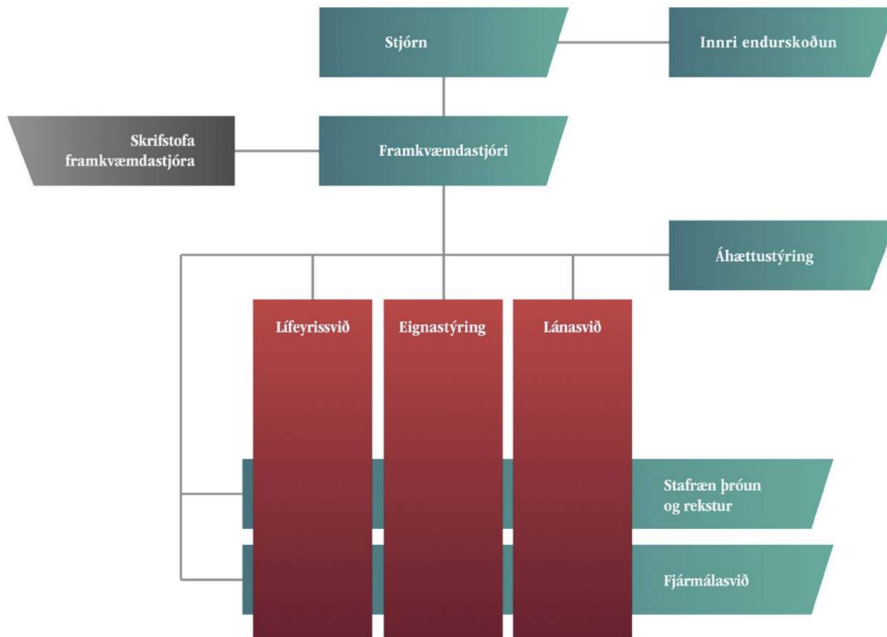 Stjórn
Innri endurskoðun
Skrifstofa
framkvæmdastjóra
Framkvæmdastjóri
Áhættustýring
Lífeyrissvið
Eignastýring
Lánasvið
Stafræn þróun
og rekstur
Fjármálasvið